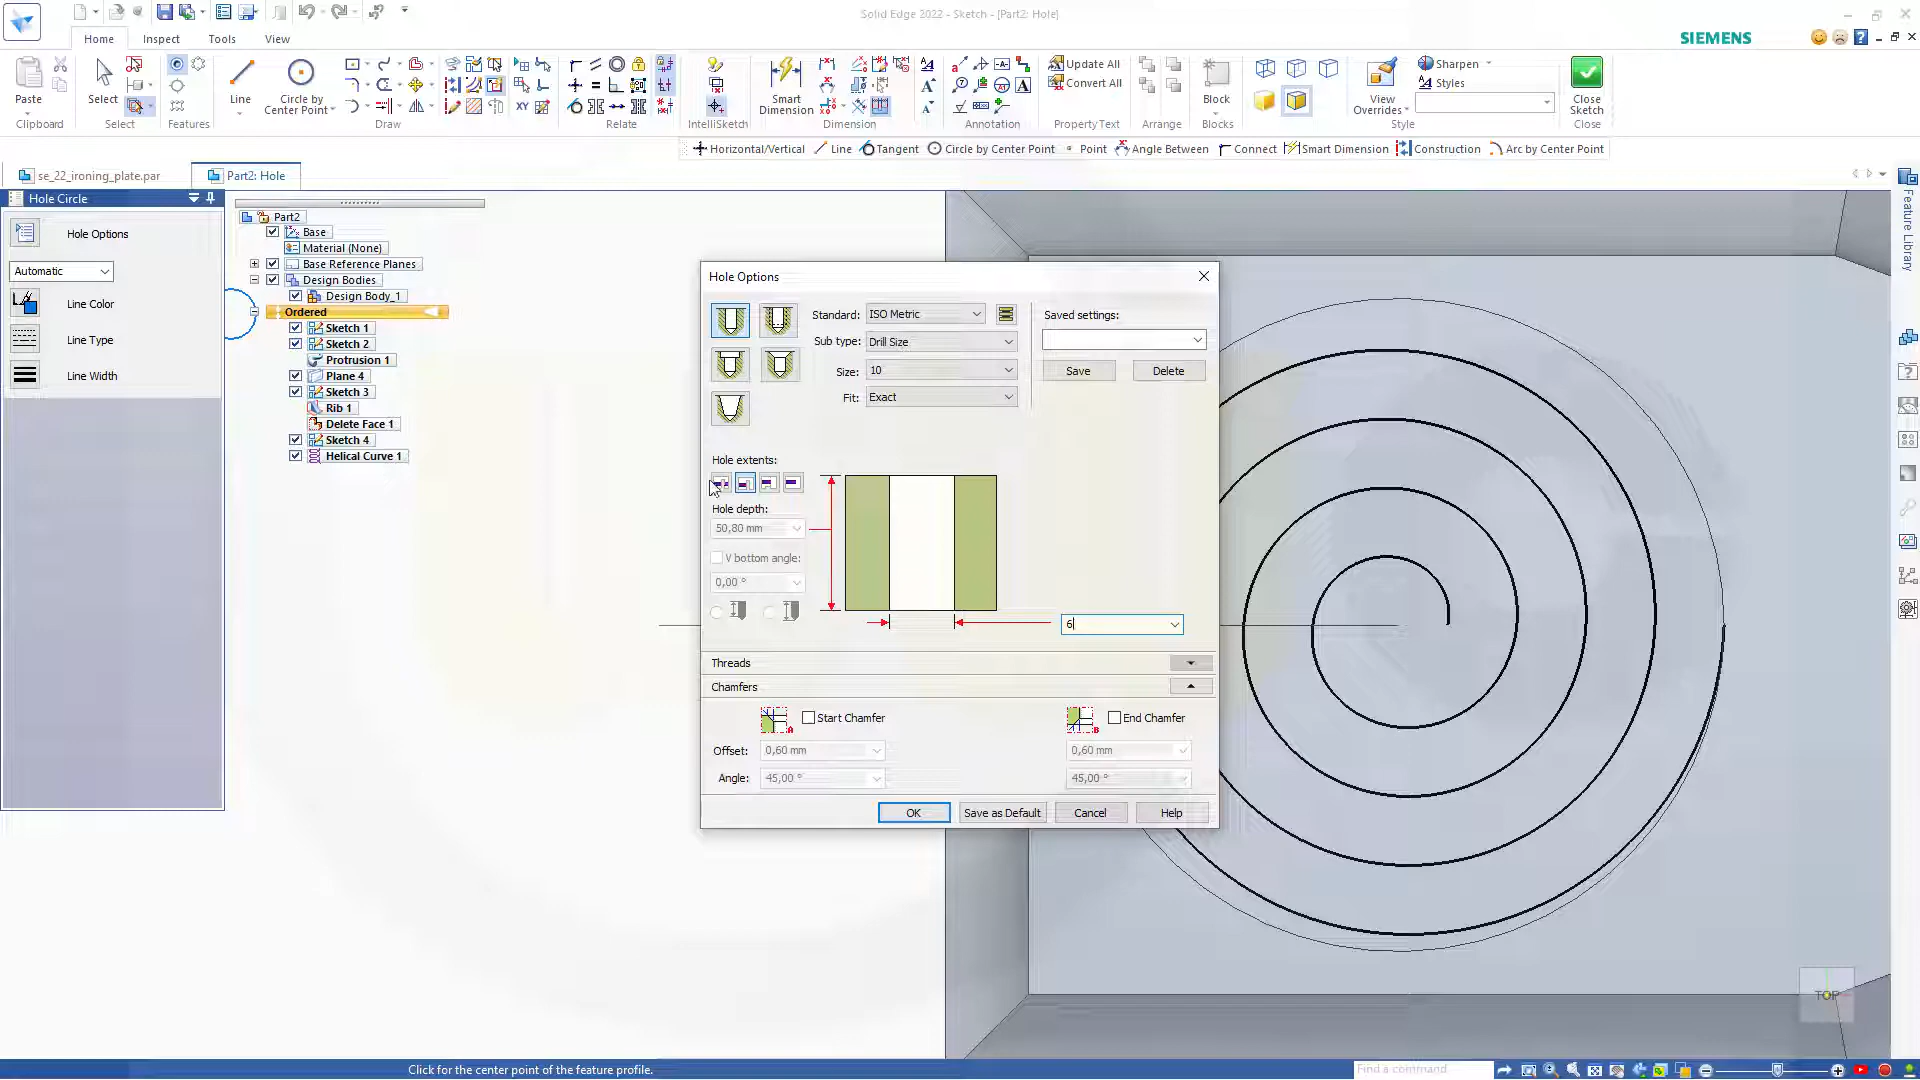 Solid Edge 2022 - Sketch - [Part2: Hole]
Home
Inspect
Tools
View
SIEMENS
Paste
Clipboard
Select
Select
Features
Line
Circle by
Center Point
Draw
Relate
IntelliSketch
Smart
Dimension
Dimension
Annotation
Update All
Convert All
PropertyText
Arrange
Block
Blocks
View
Overrides
Sharpen
Styles
Style
Close
Sketch
Close
Horizontal/Vertical
Line
Tangent
Circle by Center Point
Point
Angle Between
Connect
Smart Dimension
Construction
Arc by Center Point
se_22_ironing_plate.par
Part2: Hole
Hole Circle
Hole Options
Automatic
Line Color
Line Type
Line Width
Part2
Base
Material (None)
Base Reference Planes
Design Bodies
Design Body_1
Ordered
Sketch 1
Sketch 2
Protrusion 1
Plane 4
Sketch 3
Rib 1
Delete Face 1
Sketch 4
Helical Curve 1
Hole Options
Standard: ISO Metric
Sub type: Drill Size
Size: 10
Fit: Exact
Saved settings:
Save
Delete
Hole extents:
Hole depth:
50,80 mm
V bottom angle:
0,00 °
6
Threads
Chamfers
Start Chamfer
End Chamfer
Offset: 0,60 mm
0,60 mm
Angle: 45,00 °
45,00 °
OK
Save as Default
Cancel
Help
Feature Library
TOP
Click for the center point of the feature profile.
Find a command